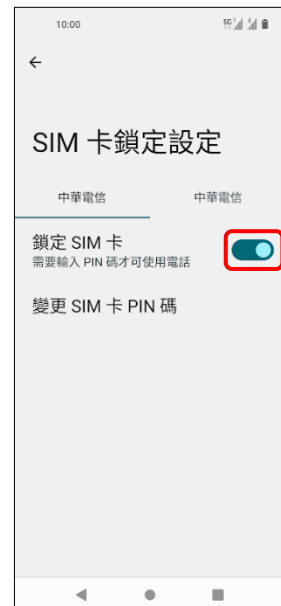 10:00
5G
SIM 卡鎖定設定
中華電信 中華電信
鎖定 SIM 卡
需要輸入 PIN 碼才可使用電話
變更 SIM 卡 PIN 碼